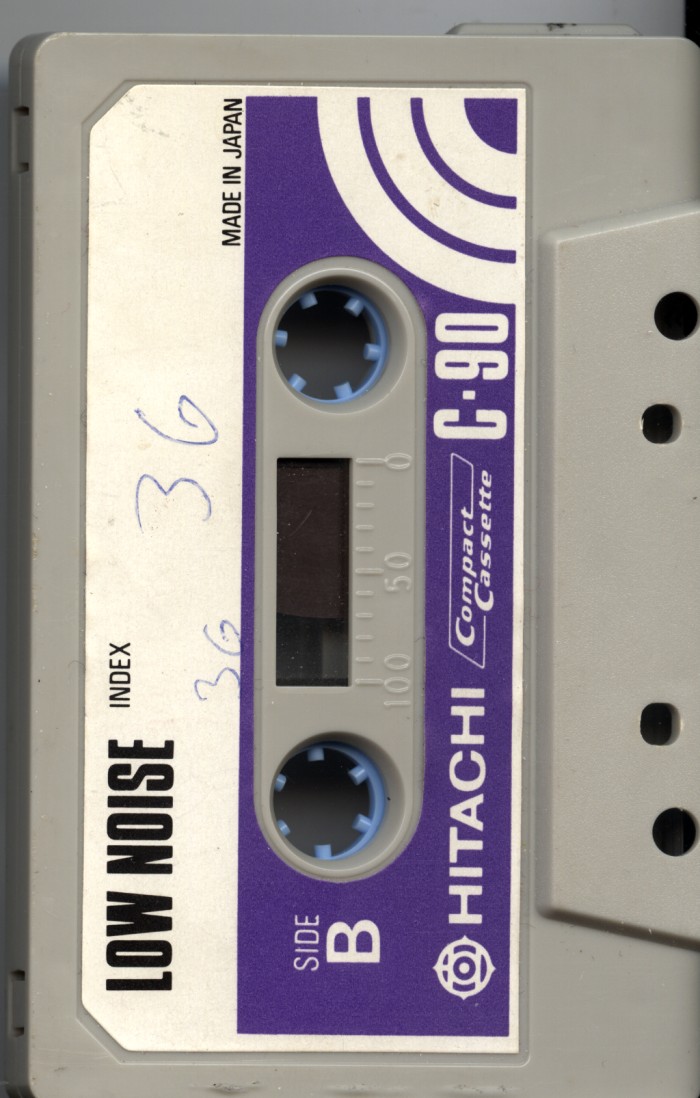 LOW NOISE
INDEX
MADE IN JAPAN
36
36
SIDE
B
100 50 0
HITACHI
Compact
Cassette
C·90